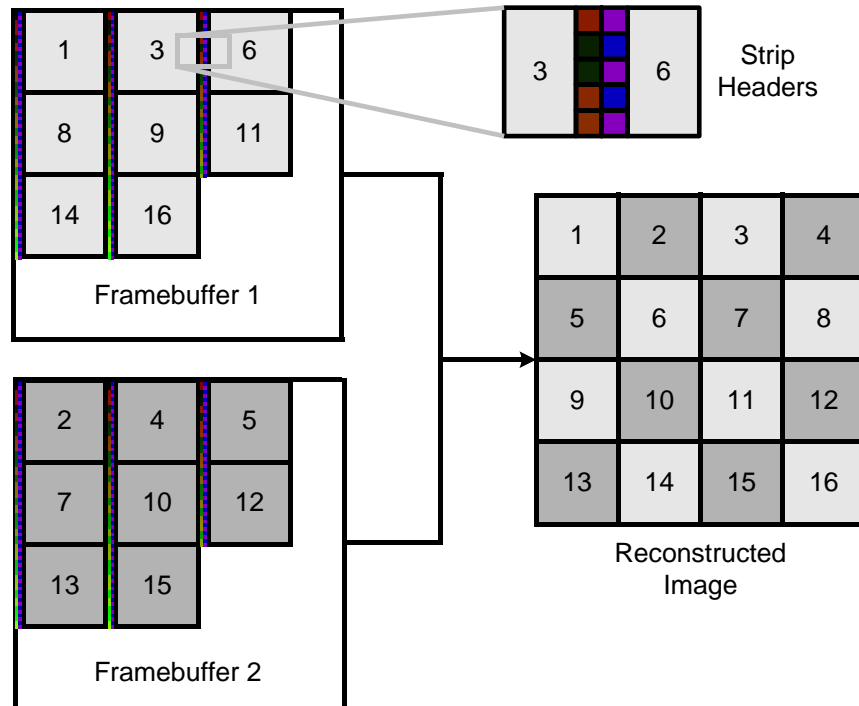 1 3 6
8 9 11
14 16
Framebuffer 1
3 6
Strip
Headers
2 4 5
7 10 12
13 15
Framebuffer 2
1 2 3 4
5 6 7 8
9 10 11 12
13 14 15 16
Reconstructed
Image